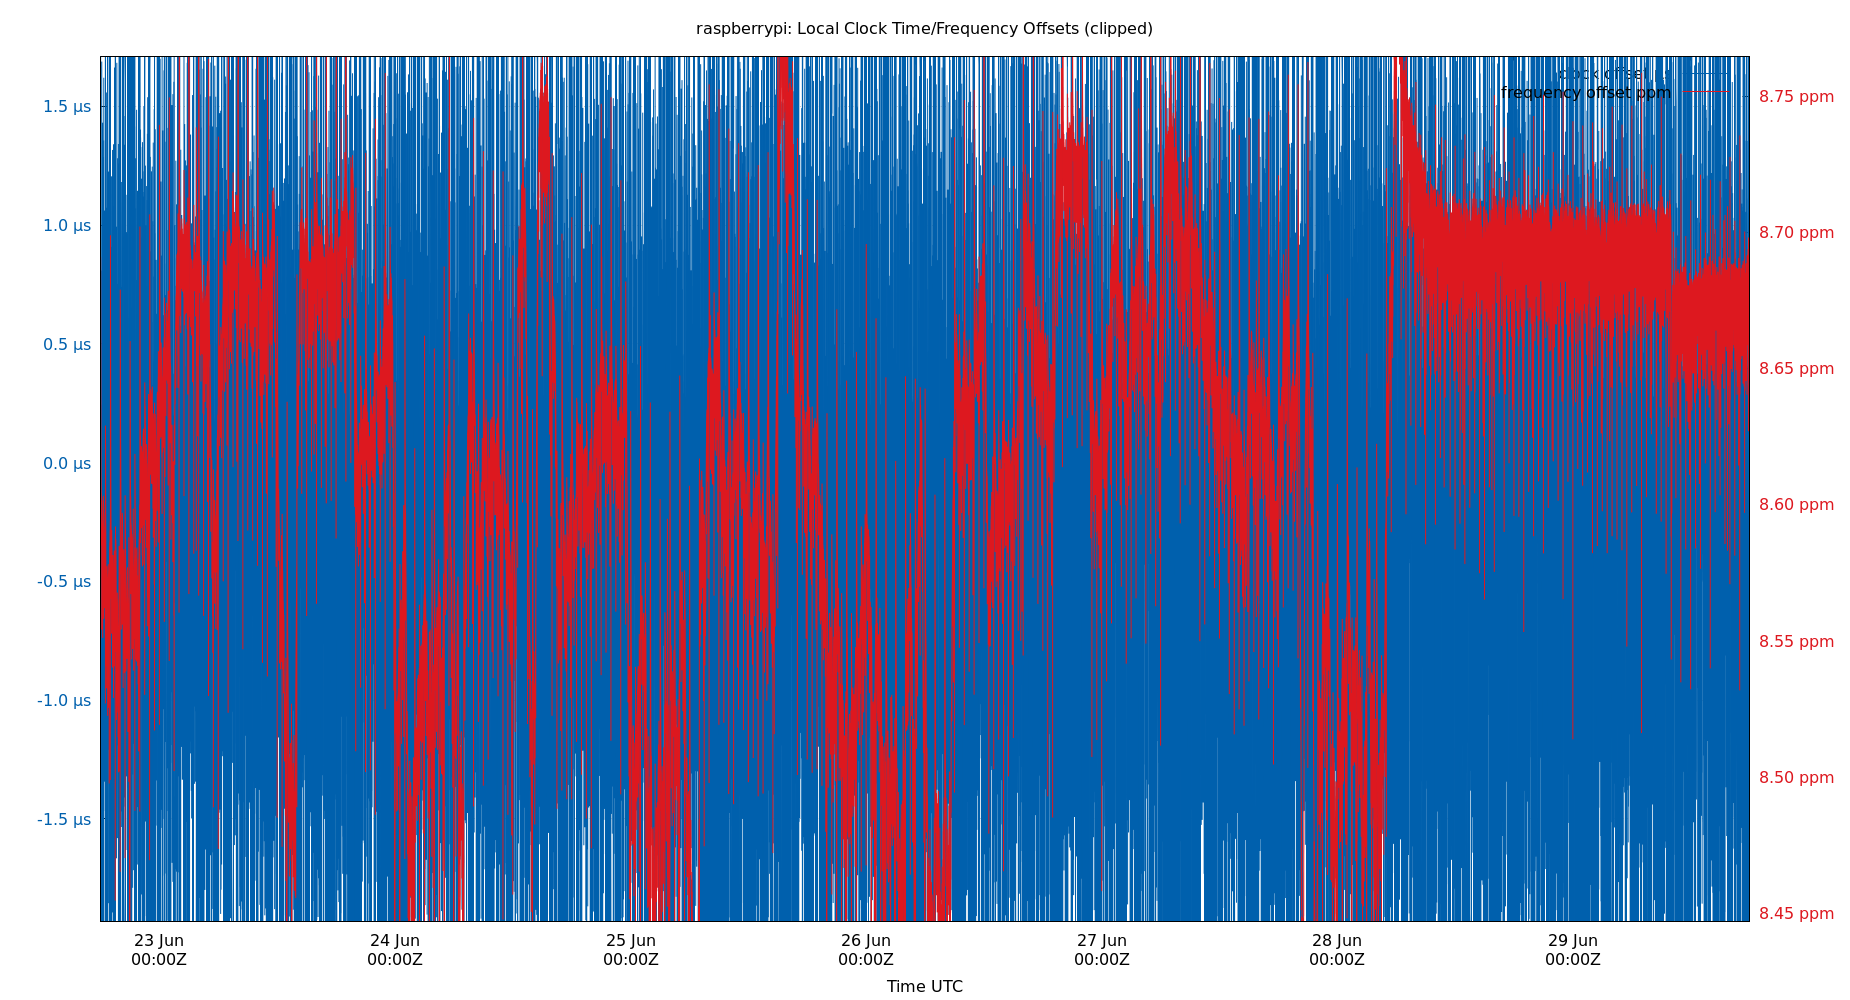 raspberrypi: Local Clock Time/Frequency Offsets (clipped)
clock offset
frequency offset ppm
1.5 µs
1.0 µs
0.5 µs
0.0 µs
-0.5 µs
-1.0 µs
-1.5 µs
8.75 ppm
8.70 ppm
8.65 ppm
8.60 ppm
8.55 ppm
8.50 ppm
8.45 ppm
23 Jun
00:00Z
24 Jun
00:00Z
25 Jun
00:00Z
26 Jun
00:00Z
27 Jun
00:00Z
28 Jun
00:00Z
29 Jun
00:00Z
Time UTC